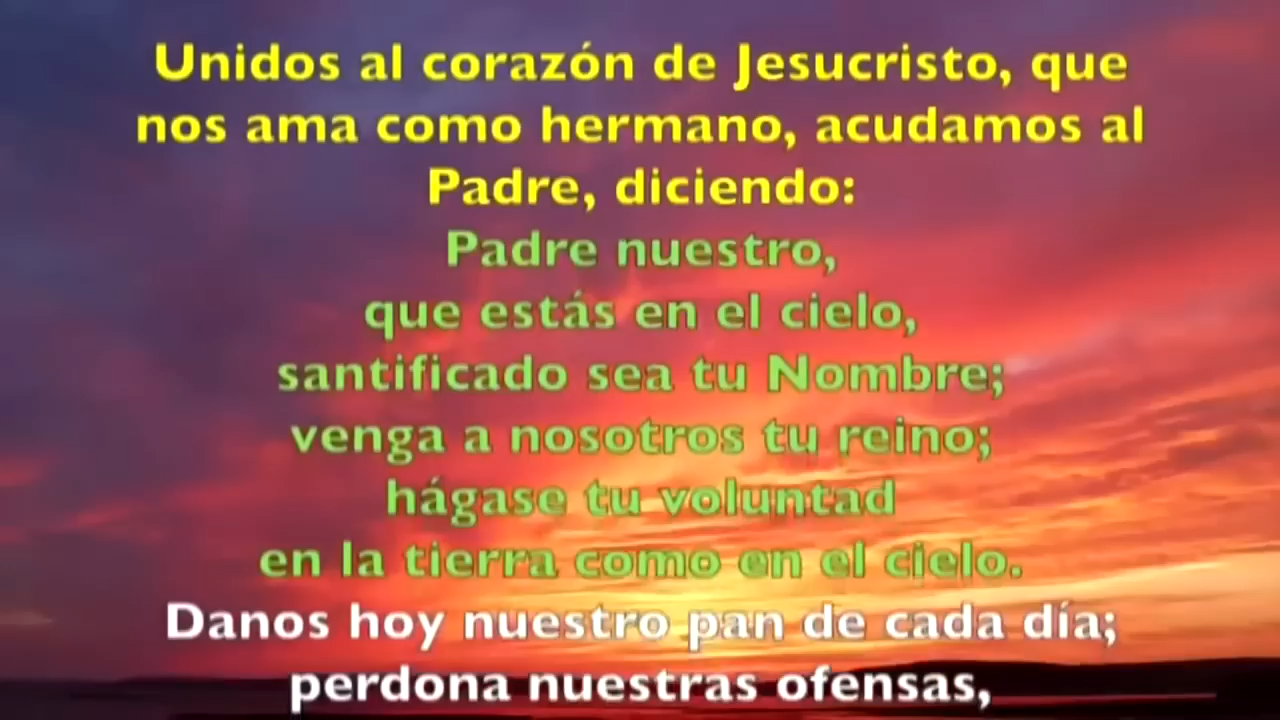 Unidos al corazón de Jesucristo, que
nos ama como hermano, acudamos al
Padre, diciendo:
Padre nuestro,
que estás en el cielo,
santificado sea tu Nombre;
venga a nosotros tu reino;
hágase tu voluntad
en la tierra como en el cielo.
Danos hoy nuestro pan de cada día;
perdona nuestras ofensas,